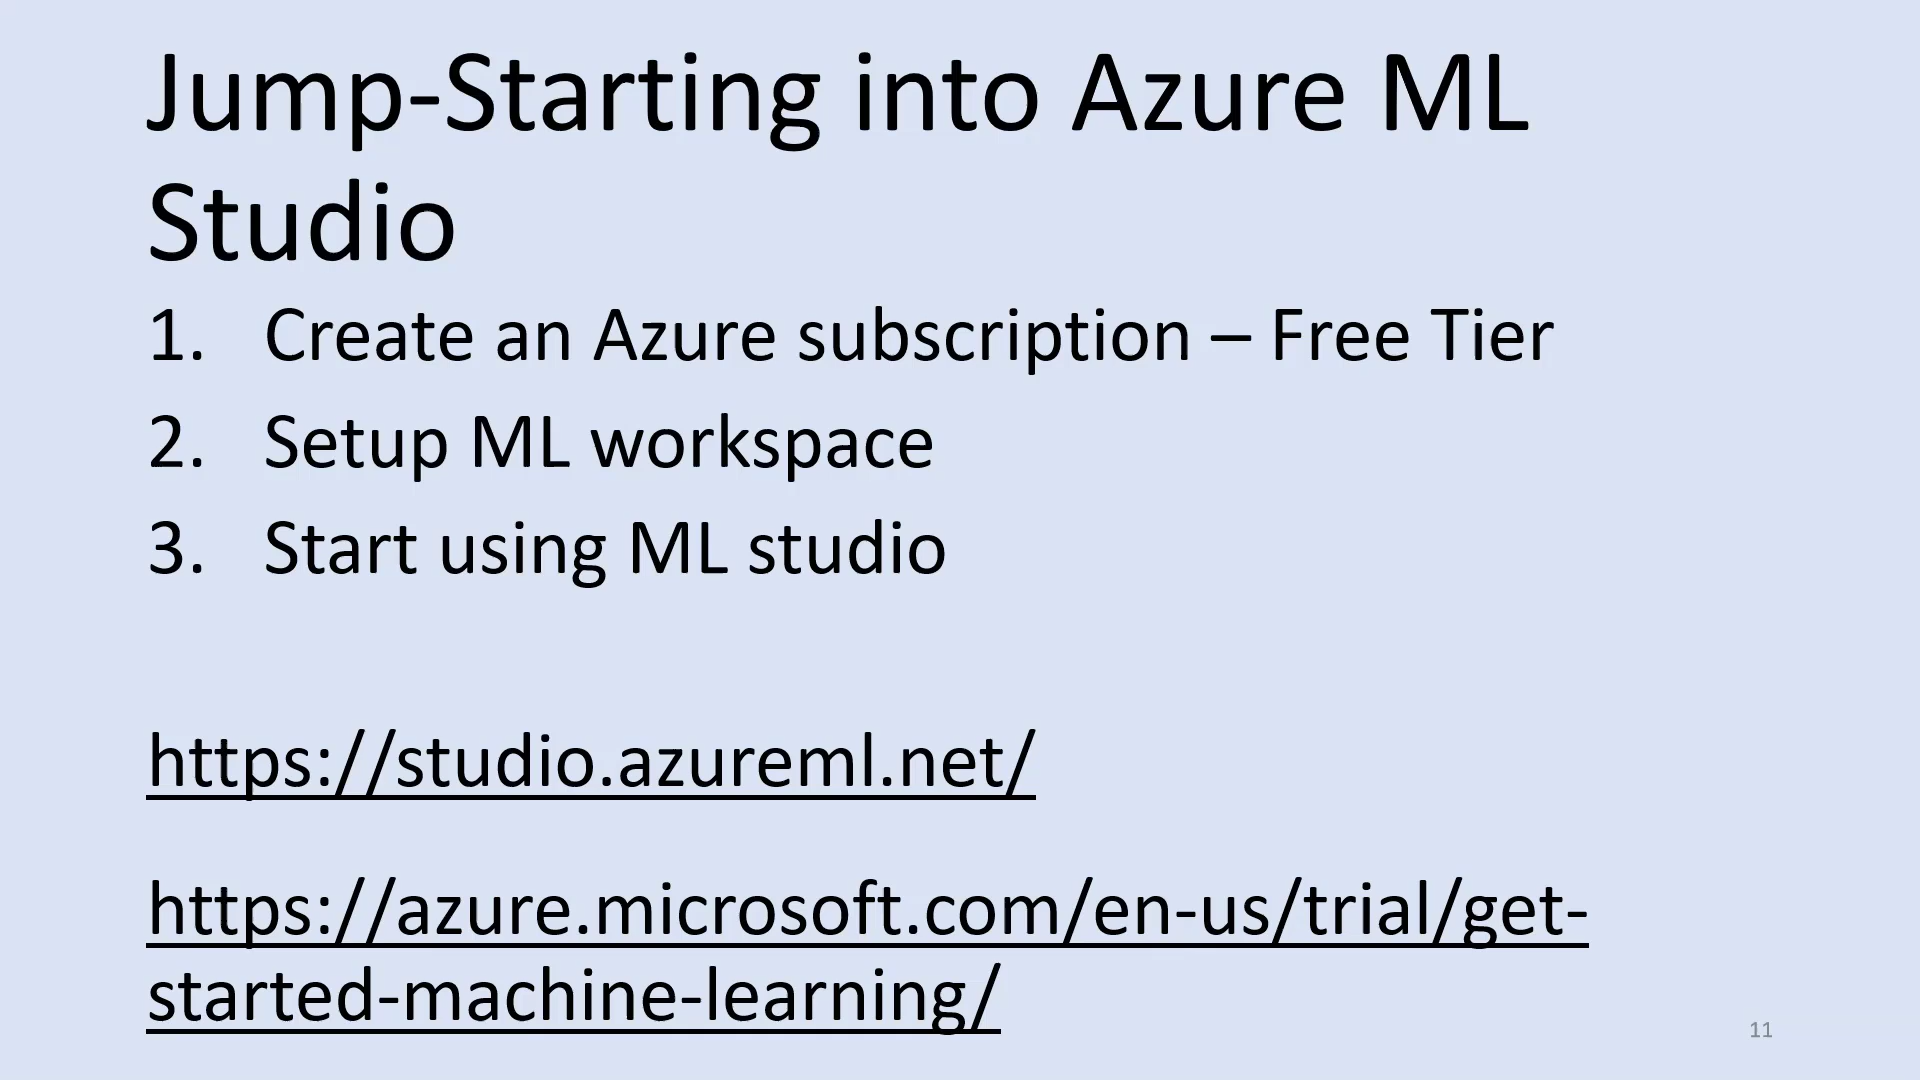 Jump-Starting into Azure ML
Studio
1. Create an Azure subscription – Free Tier
2. Setup ML workspace
3. Start using ML studio
https://studio.azureml.net/
https://azure.microsoft.com/en-us/trial/get-
started-machine-learning/
11